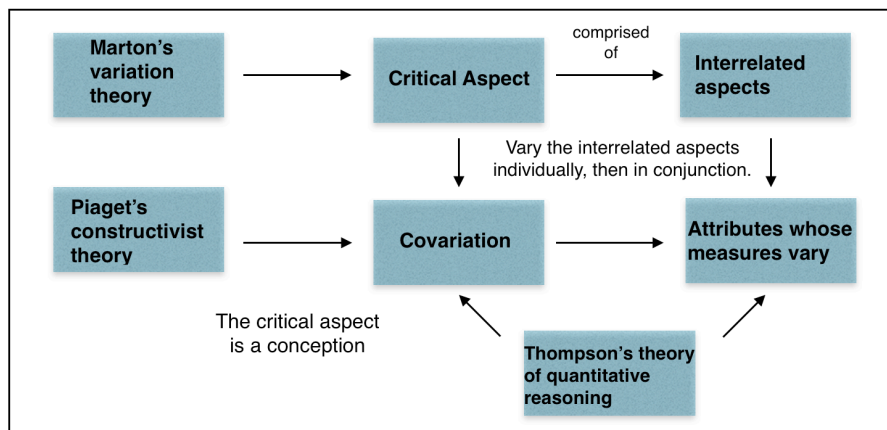 Marton's
variation
theory
Critical Aspect
comprised
of
Interrelated
aspects
Vary the interrelated aspects
individually, then in conjunction.
Piaget's
constructivist
theory
Covariation
Attributes whose
measures vary
The critical aspect
is a conception
Thompson's theory
of quantitative
reasoning